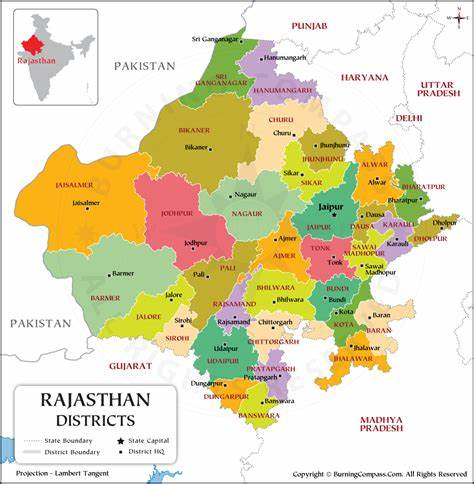 Rajasthan
PUNJAB
Sri Ganganagar
Hanumangarh
PAKISTAN
HARYANA
SRI
GANGANAGAR
HANUMANGARH
UTTAR
PRADESH
DELHI
CHURU
Churu
BIKANER
Bikaner
Jhunjhunu
JHUNJHUNU
Sikar
SIKAR
ALWAR
Alwar
BHARATPUR
Bharatpur
JAISALMER
Jaisalmer
JODHPUR
Jodhpur
Nagaur
NAGAUR
Jaipur
JAIPUR
Dausa
DAUSA
KARAULI
Karauli
Dholpur
DHOLPUR
SAWAI
MADHOPUR
Sawai
Madhopur
Ajmer
AJMER
TONK
Tonk
Barmer
BARMER
Pali
PALI
BHILWARA
Bhilwara
BUNDI
Bundi
Jalore
JALORE
RAJSAMAND
Rajsamand
Kota
KOTA
Baran
BARAN
Sirohi
SIROHI
Chittorgarh
CHITTORGARH
PAKISTAN
Udaipur
UDAIPUR
Jhalawar
JHALAWAR
GUJARAT
PRATAPGARH
Pratapgarh
Dungarpur
DUNGARPUR
Banswara
BANSWARA
MADHYA
PRADESH
RAJASTHAN
DISTRICTS
State Boundary
State Capital
District Boundary
District HQ
Projection - Lambert Tangent
Copyright © BurningCompass.com. All Rights Reserved